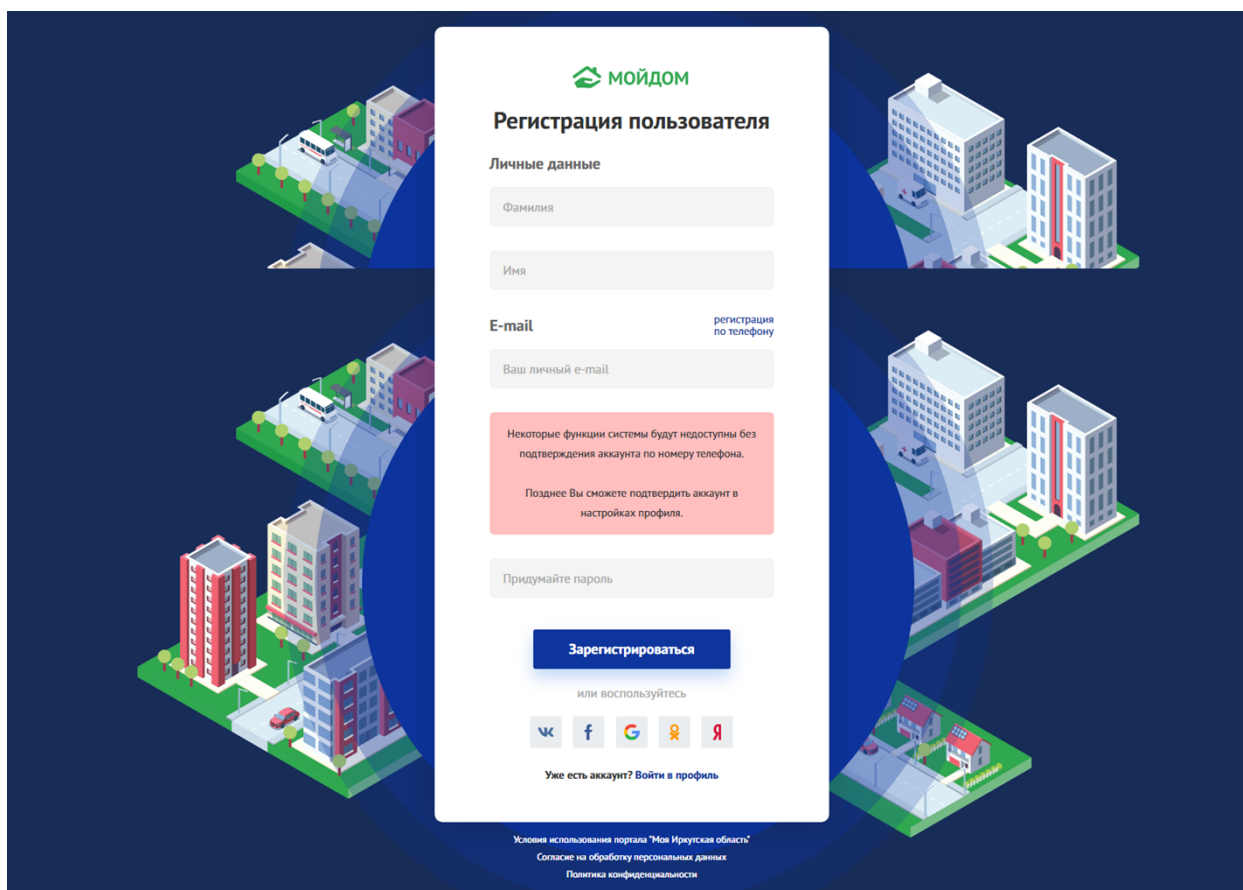 МОЙДОМ
Регистрация пользователя
Личные данные
Фамилия
Имя
E-mail
регистрация
по телефону
Ваш личный e-mail
Некоторые функции системы будут недоступны без
подтверждения аккаунта по номеру телефона.
Позднее Вы сможете подтвердить аккаунт в
настройках профиля.
Придумайте пароль
Зарегистрироваться
или воспользуйтесь
Уже есть аккаунт? Войти в профиль
Условия использования портала "Моя Иркутская область"
Согласие на обработку персональных данных
Политика конфиденциальности